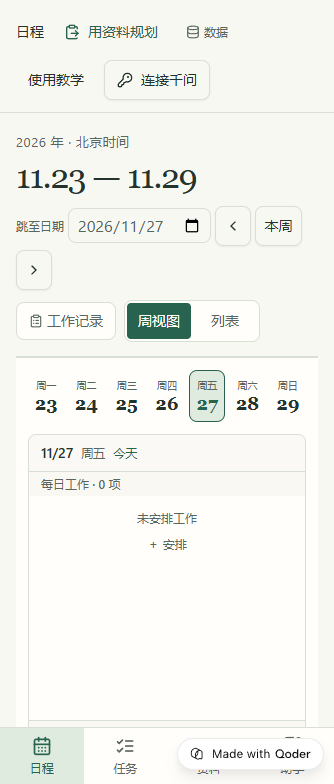 日程 用资料规划 数据
使用教学 连接千问
2026 年 · 北京时间
11.23 — 11.29
跳至日期 2026/11/27 本周
工作记录 周视图 列表
周一 周二 周三 周四 周五 周六 周日
23 24 25 26 27 28 29
11/27 周五 今天
每日工作 · 0 项
未安排工作
+ 安排
日程 任务
Made with Qoder